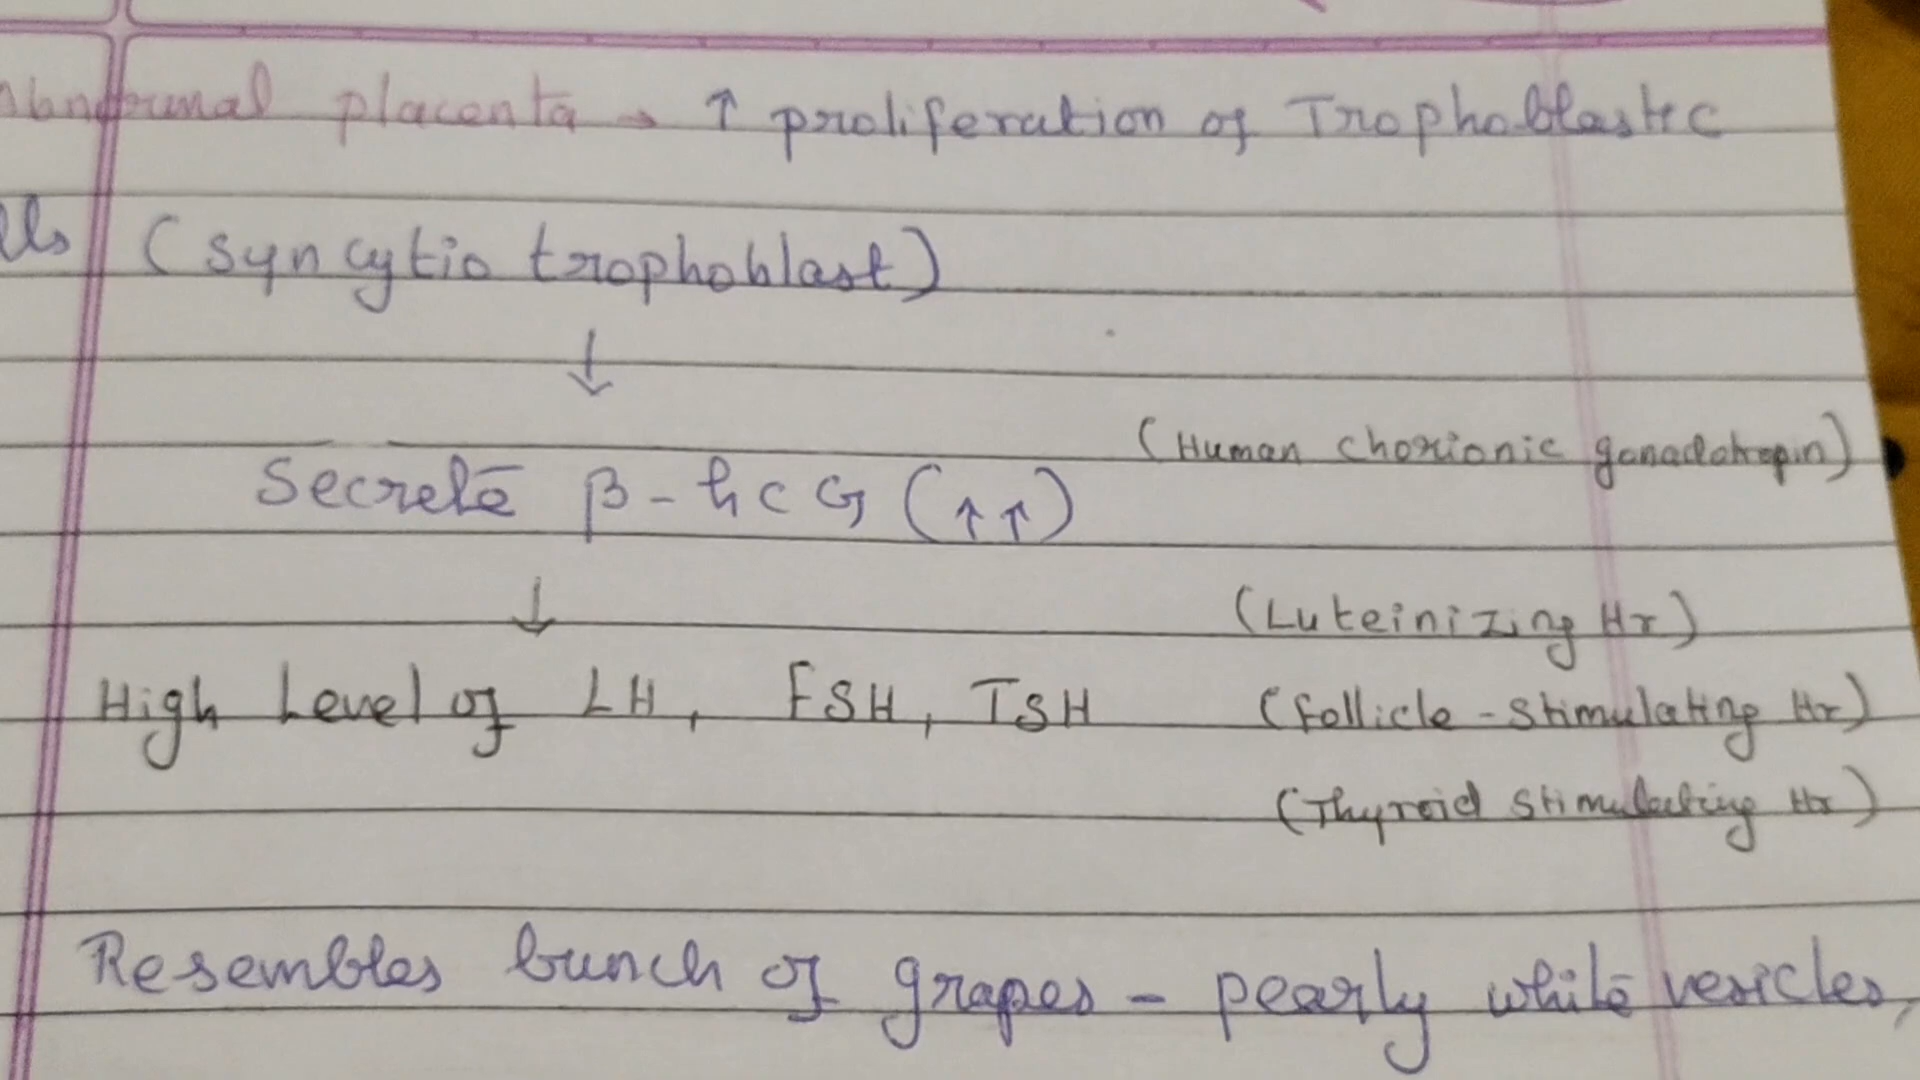 Abnormal placenta → ↑ proliferation of Trophoblastic
lls (syncytio trophoblast)
↓
(Human chorionic gonadotropin)
Secrete β-hCG (↑↑)
↓
(Luteinizing Hr)
High Level of LH, FSH, TSH (follicle-stimulating Hr)
(Thyroid stimulating Hr)
Resembles bunch of grapes - pearly white vesicles,